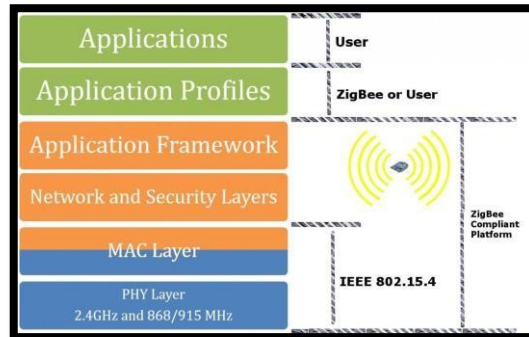 Applications
User
Application Profiles
ZigBee or User
Application Framework
Network and Security Layers
ZigBee
Compliant
Platform
MAC Layer
IEEE 802.15.4
PHY Layer
2.4GHz and 868/915 MHz